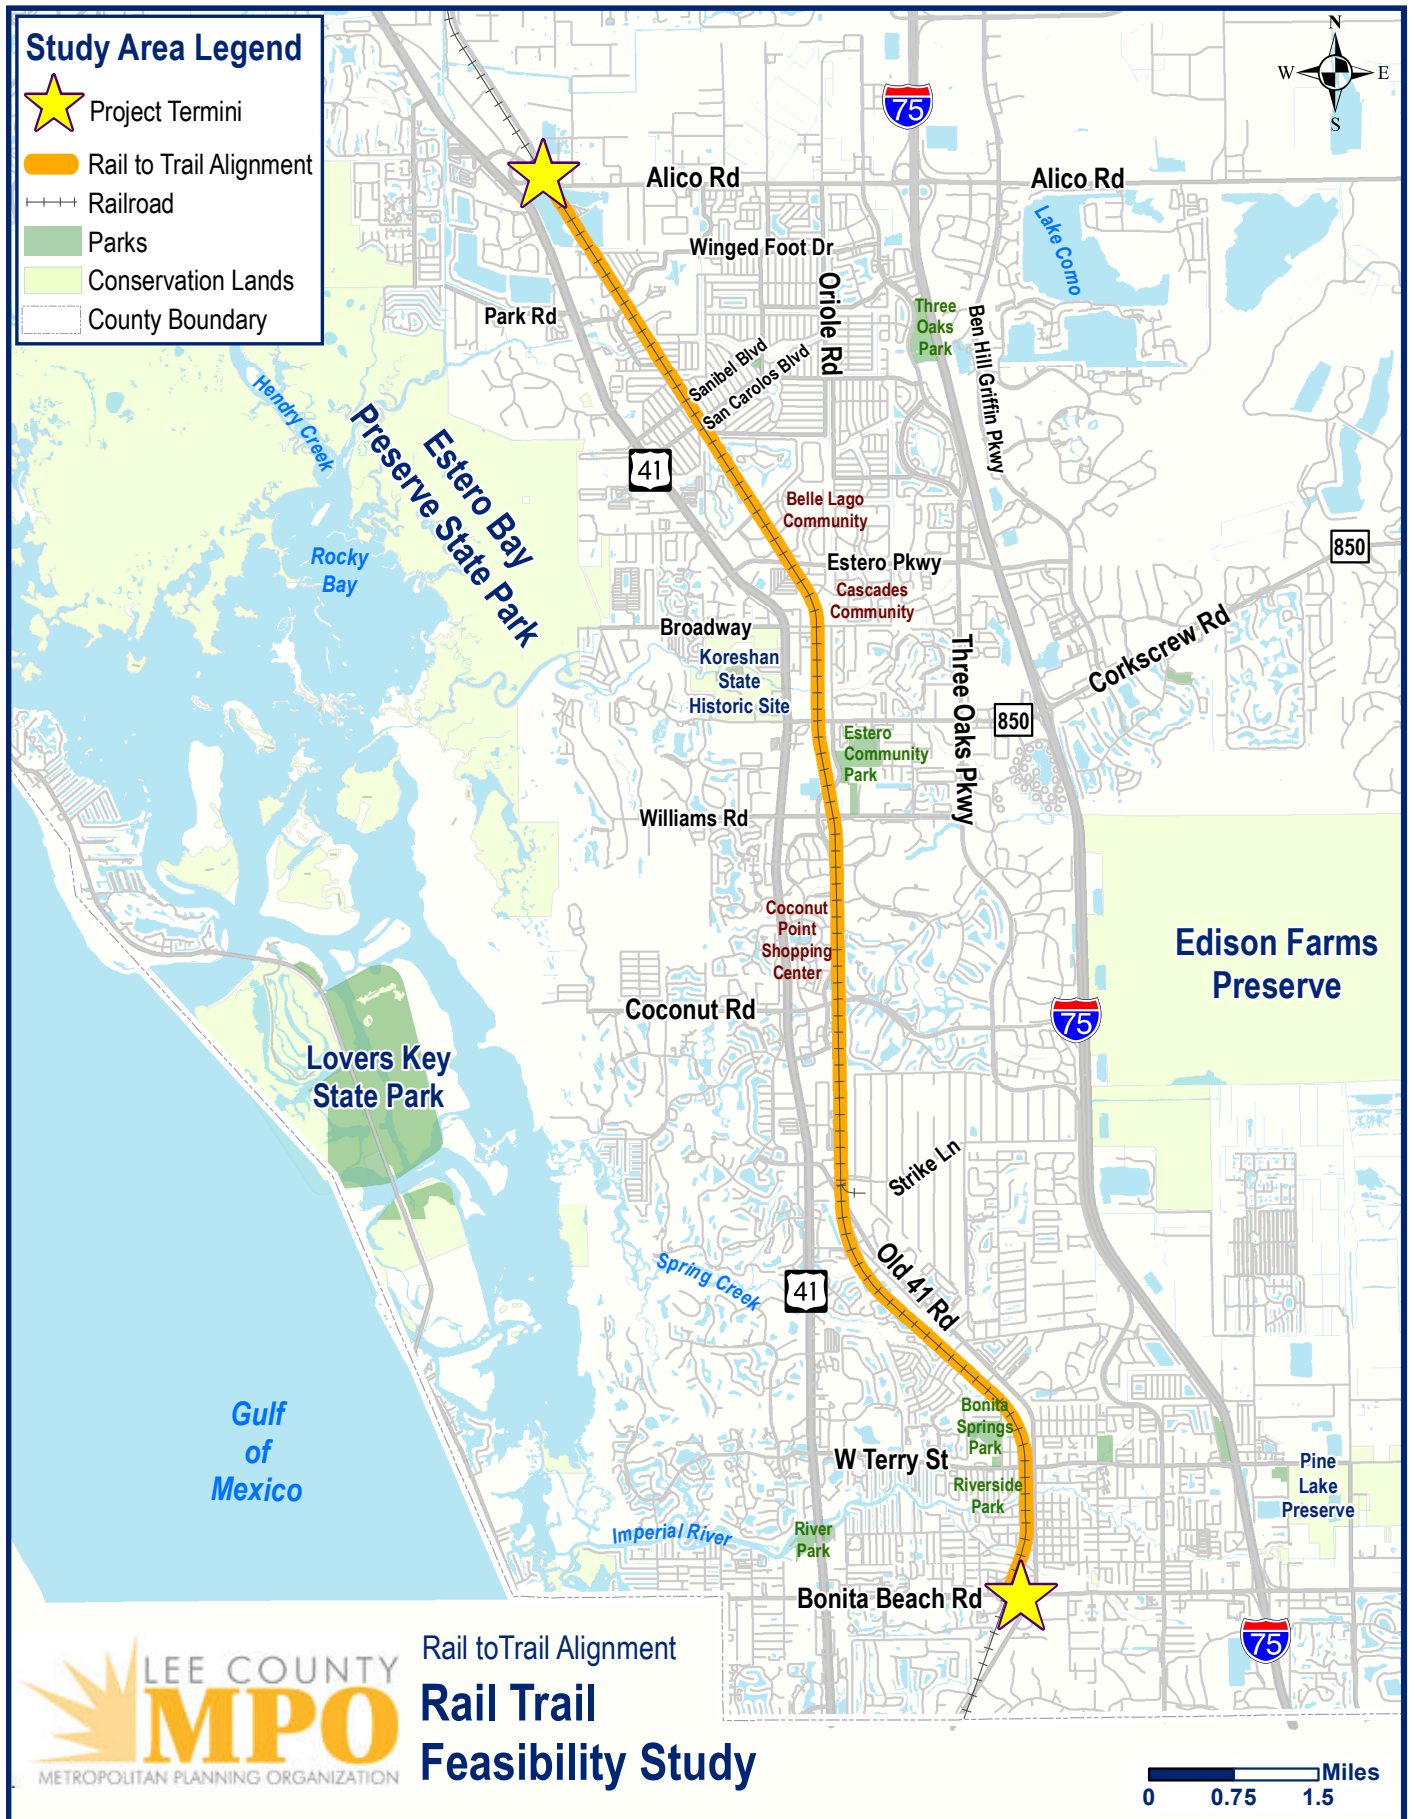 Study Area Legend
Project Termini
Rail to Trail Alignment
Railroad
Parks
Conservation Lands
County Boundary
N
W
E
S
75
Alico Rd
Alico Rd
Lake Como
Winged Foot Dr
Oriole Rd
Three
Oaks
Park
Ben Hill Griffin Pkwy
Park Rd
Sanibel Blvd
San Carolos Blvd
Hendry Creek
Estero Bay
Preserve State Park
41
Belle Lago
Community
Rocky
Bay
850
Estero Pkwy
Cascades
Community
Broadway
Koreshan
State
Historic Site
Three Oaks Pkwy
Corkscrew Rd
850
Estero
Community
Park
Williams Rd
Coconut
Point
Shopping
Center
Edison Farms
Preserve
Coconut Rd
75
Lovers Key
State Park
Strike Ln
Old 41 Rd
Spring Creek
41
Gulf
of
Mexico
Bonita
Springs
Park
W Terry St
Riverside
Park
Pine
Lake
Preserve
Imperial River
River
Park
Bonita Beach Rd
75
LEE COUNTY
MPO
METROPOLITAN PLANNING ORGANIZATION
Rail toTrail Alignment
Rail Trail
Feasibility Study
Miles
0 0.75 1.5